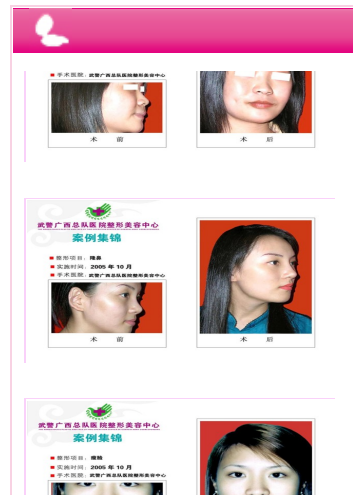 ■ 手术医院：武警广西总队医院整形美容中心
术 前
术 后
武警广西总队医院整形美容中心
案例集锦
■ 整形项目：隆鼻
■ 实施时间：2005 年 10 月
■ 手术医院：武警广西总队医院整形美容中心
术 前
术 后
武警广西总队医院整形美容中心
案例集锦
■ 实施时间：2005 年 10 月
■ 手术医院：武警广西总队医院整形美容中心